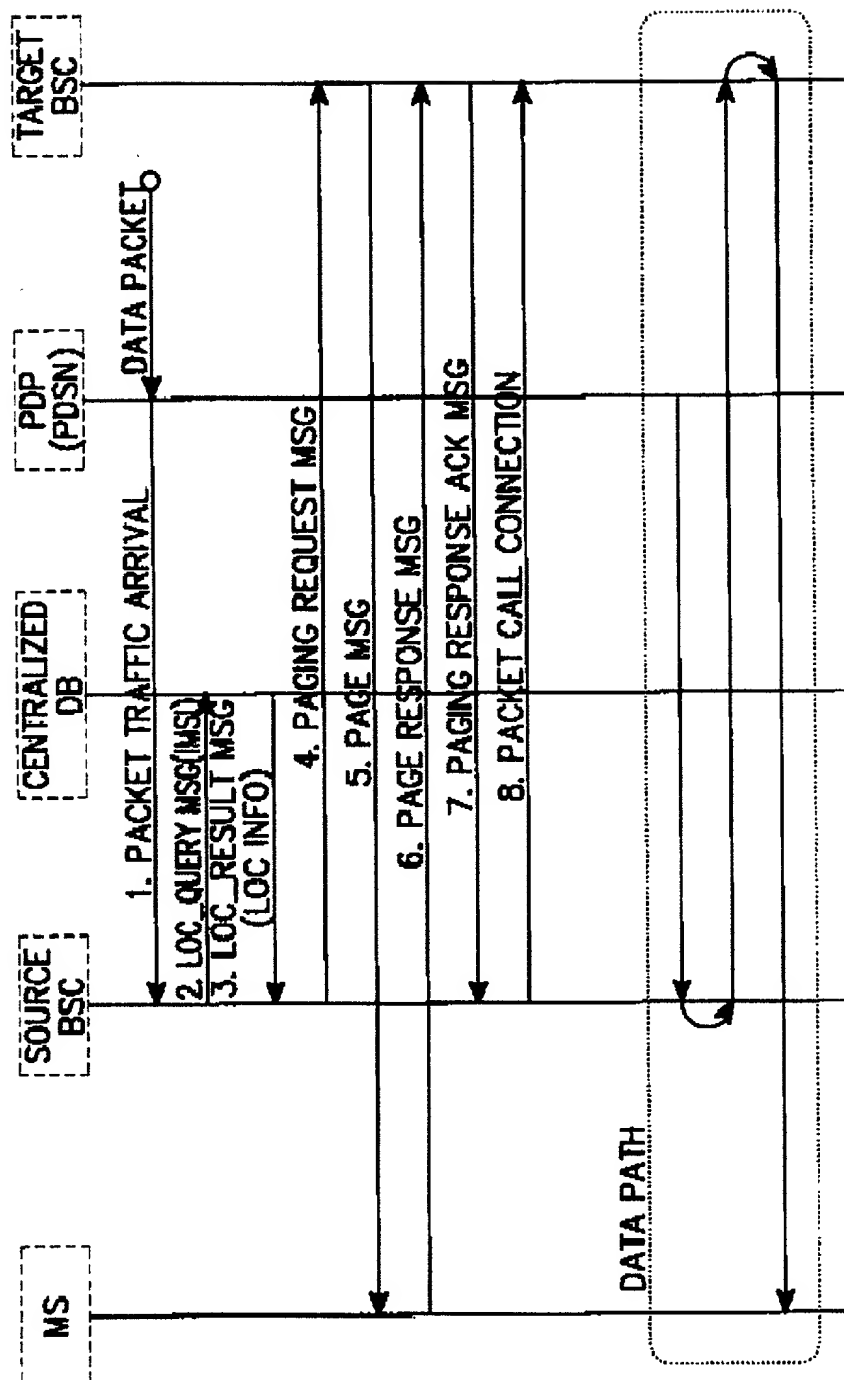 MS
SOURCE
BSC
CENTRALIZED
DB
PDP
(PDSN)
TARGET
BSC
DATA PACKET
1. PACKET TRAFFIC ARRIVAL
2. LOC_QUERY MSG(IMSI)
3. LOC_RESULT MSG
(LOC INFO)
4. PAGING REQUEST MSG
5. PAGE MSG
6. PAGE RESPONSE MSG
7. PAGING RESPONSE ACK MSG
8. PACKET CALL CONNECTION
DATA PATH